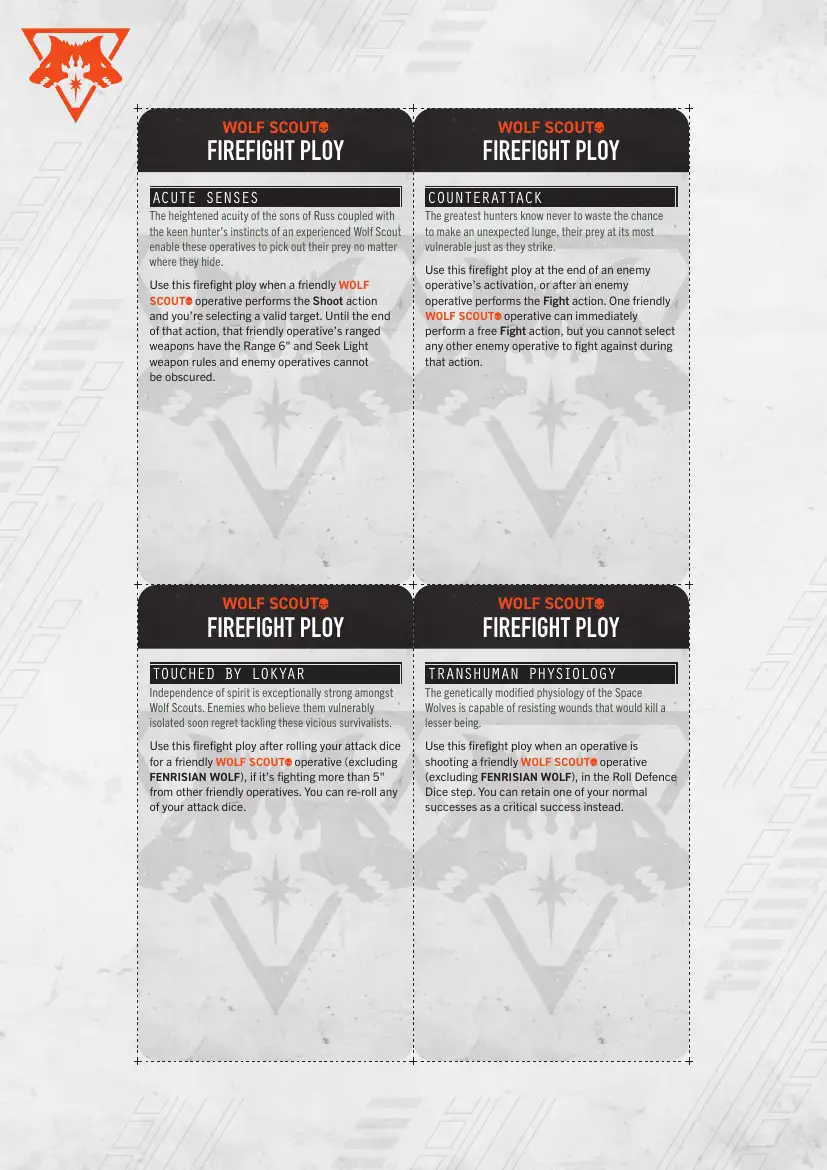 WOLF SCOUT
FIREFIGHT PLOY
ACUTE SENSES
The heightened acuity of the sons of Russ coupled with
the keen hunter's instincts of an experienced Wolf Scout
enable these operatives to pick out their prey no matter
where they hide.
Use this firefight ploy when a friendly WOLF
SCOUT operative performs the Shoot action
and you're selecting a valid target. Until the end
of that action, that friendly operative's ranged
weapons have the Range 6" and Seek Light
weapon rules and enemy operatives cannot
be obscured.
WOLF SCOUT
FIREFIGHT PLOY
COUNTERATTACK
The greatest hunters know never to waste the chance
to make an unexpected lunge, their prey at its most
vulnerable just as they strike.
Use this firefight ploy at the end of an enemy
operative's activation, or after an enemy
operative performs the Fight action. One friendly
WOLF SCOUT operative can immediately
perform a free Fight action, but you cannot select
any other enemy operative to fight against during
that action.
WOLF SCOUT
FIREFIGHT PLOY
TOUCHED BY LOKYAR
Independence of spirit is exceptionally strong amongst
Wolf Scouts. Enemies who believe them vulnerably
isolated soon regret tackling these vicious survivalists.
Use this firefight ploy after rolling your attack dice
for a friendly WOLF SCOUT operative (excluding
FENRISIAN WOLF), if it's fighting more than 5"
from other friendly operatives. You can re-roll any
of your attack dice.
WOLF SCOUT
FIREFIGHT PLOY
TRANSHUMAN PHYSIOLOGY
The genetically modified physiology of the Space
Wolves is capable of resisting wounds that would kill a
lesser being.
Use this firefight ploy when an operative is
shooting a friendly WOLF SCOUT operative
(excluding FENRISIAN WOLF), in the Roll Defence
Dice step. You can retain one of your normal
successes as a critical success instead.